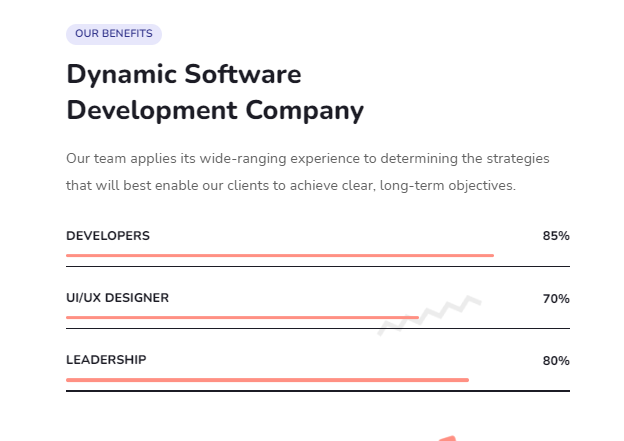 OUR BENEFITS
Dynamic Software
Development Company
Our team applies its wide-ranging experience to determining the strategies
that will best enable our clients to achieve clear, long-term objectives.
DEVELOPERS 85%
UI/UX DESIGNER 70%
LEADERSHIP 80%